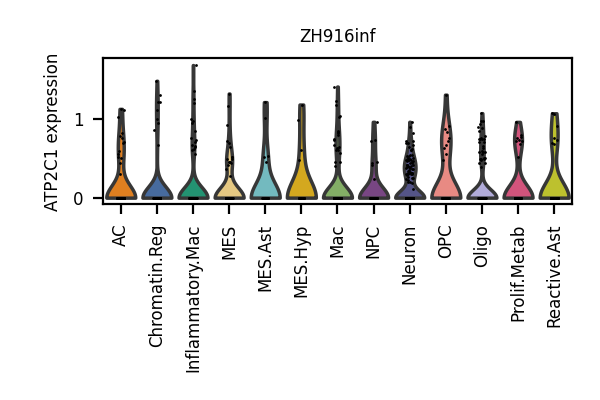 ZH916inf
ATP2C1 expression
1
0
AC
Chromatin.Reg
Inflammatory.Mac
MES
MES.Ast
MES.Hyp
Mac
NPC
Neuron
OPC
Oligo
Prolif.Metab
Reactive.Ast